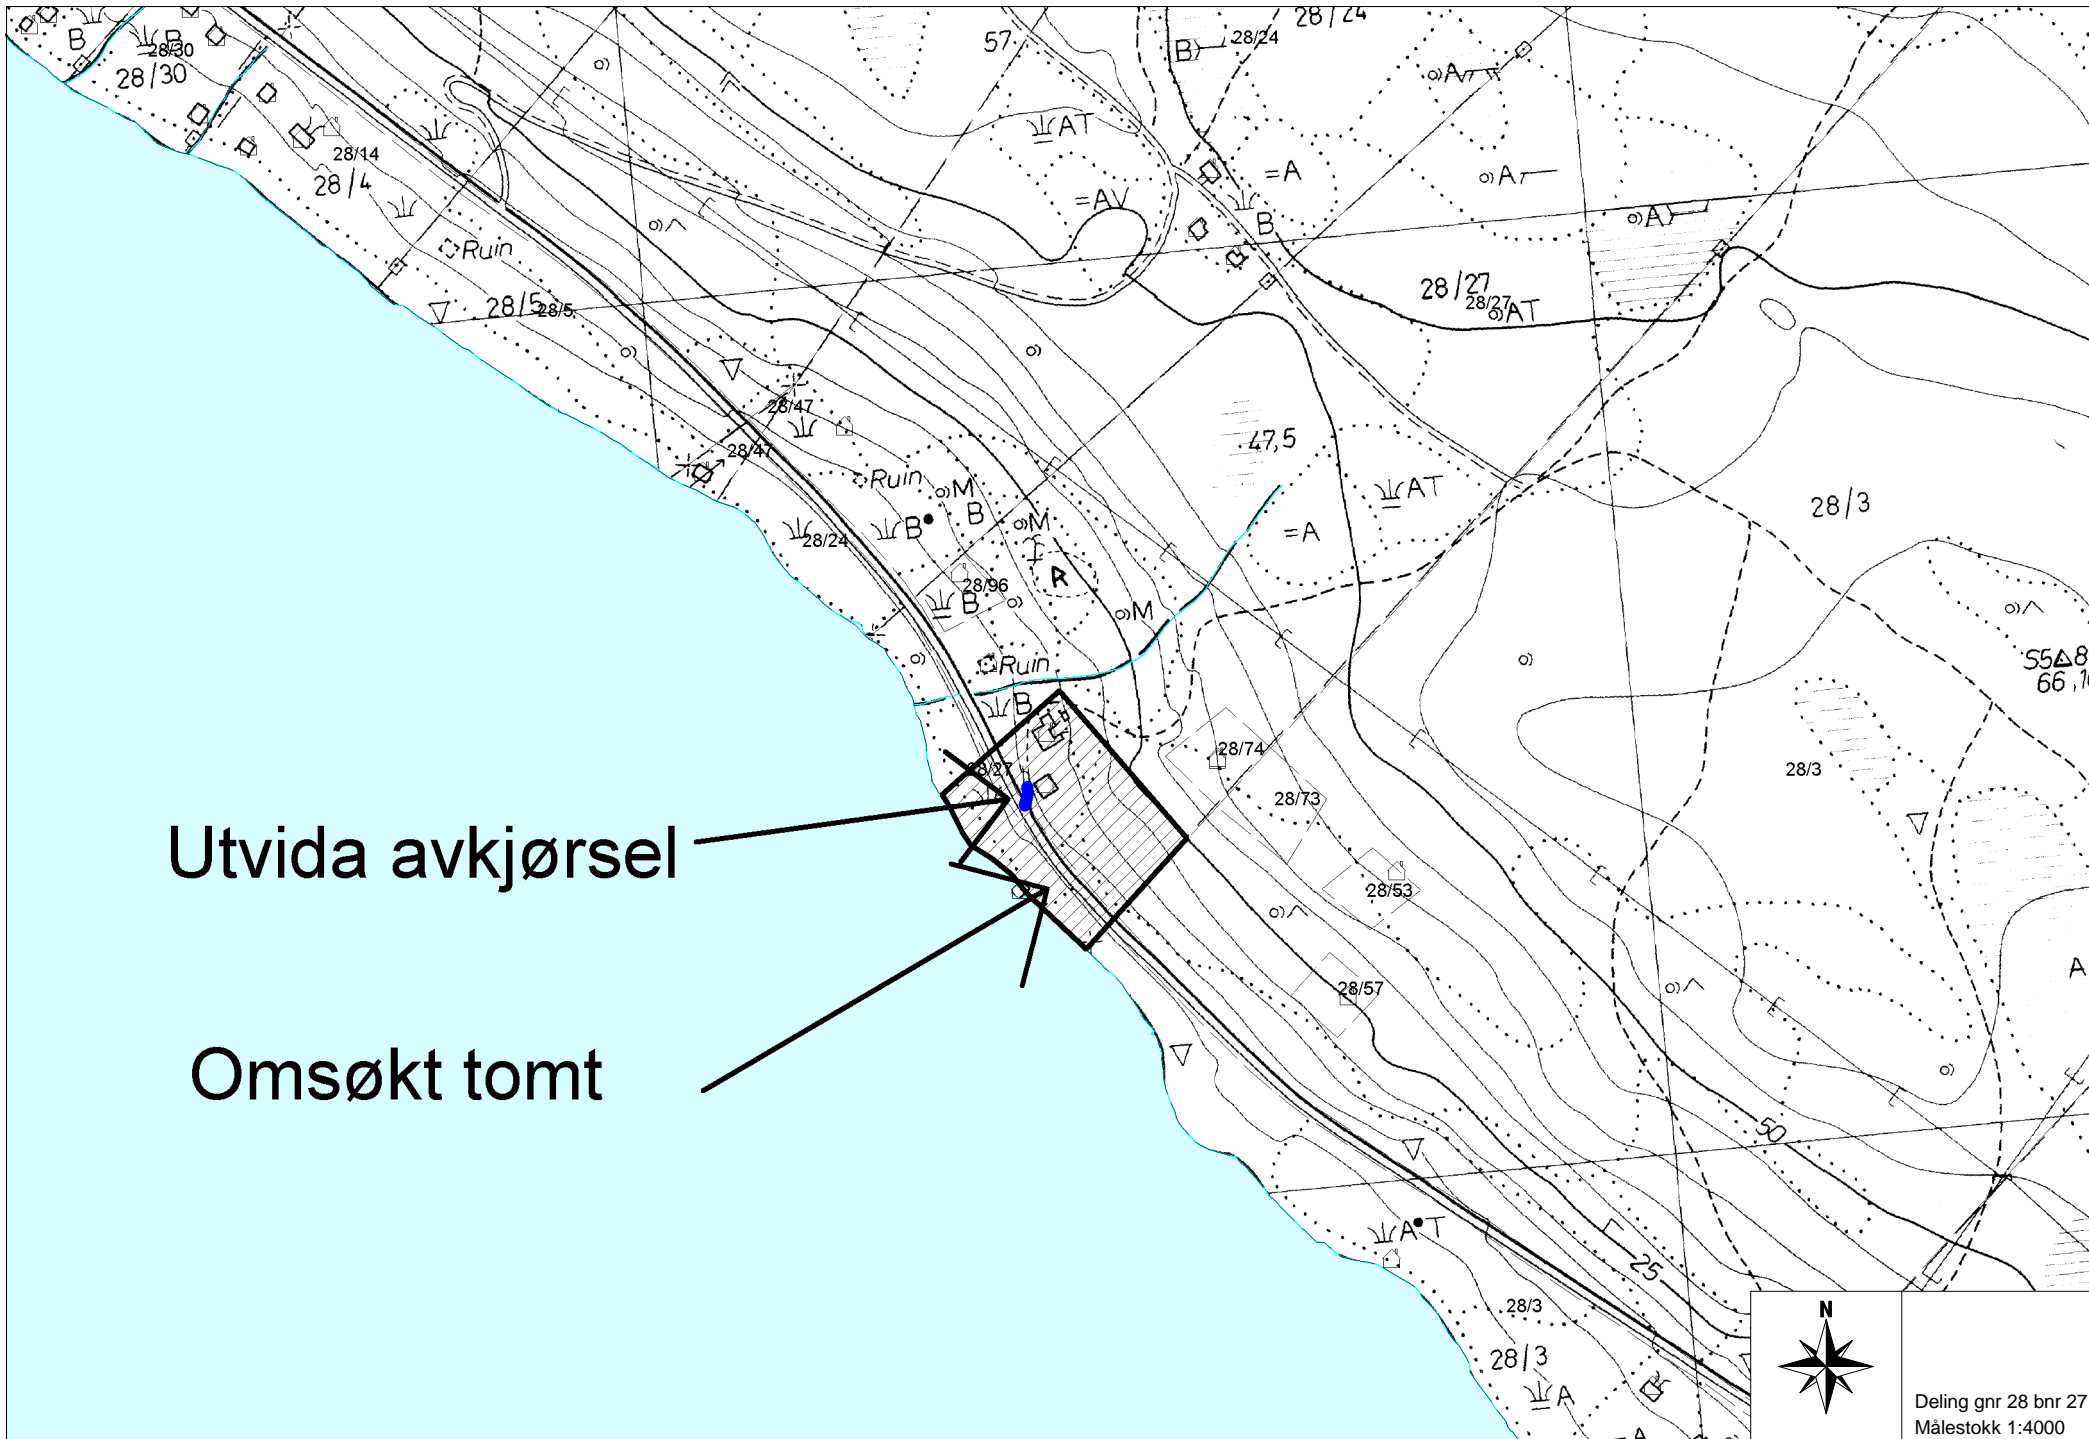 28/24
B
B
28/30
28/30
57
B
28/24
A
AT
28/14
28/4
=A
A
=AV
B
A
Ruin
28/5
28/5
28/27
28/27
AT
28/47
28/47
47,5
Ruin
M
B
B
M
AT
28/3
28/24
=A
28/96
B
R
M
Ruin
B
28/74
28/27
28/3
28/73
Utvida avkjørsel
28/53
A
28/57
Omsøkt tomt
50
A T
25
28/3
28/3
A
A
N
Deling gnr 28 bnr 27
Målestokk 1:4000